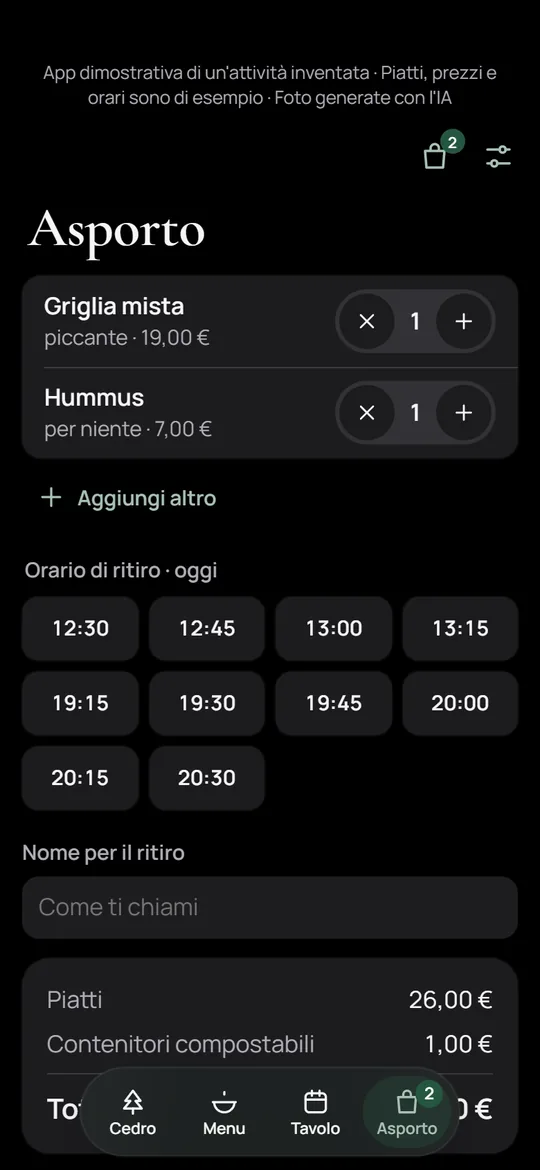 App dimostrativa di un'attività inventata · Piatti, prezzi e
orari sono di esempio · Foto generate con l'IA
2
Asporto
Griglia mista
piccante · 19,00 €
1
Hummus
per niente · 7,00 €
1
Aggiungi altro
Orario di ritiro · oggi
12:30 12:45 13:00 13:15
19:15 19:30 19:45 20:00
20:15 20:30
Nome per il ritiro
Come ti chiami
Piatti 26,00 €
Contenitori compostabili 1,00 €
€
2
Cedro Menu Tavolo Asporto